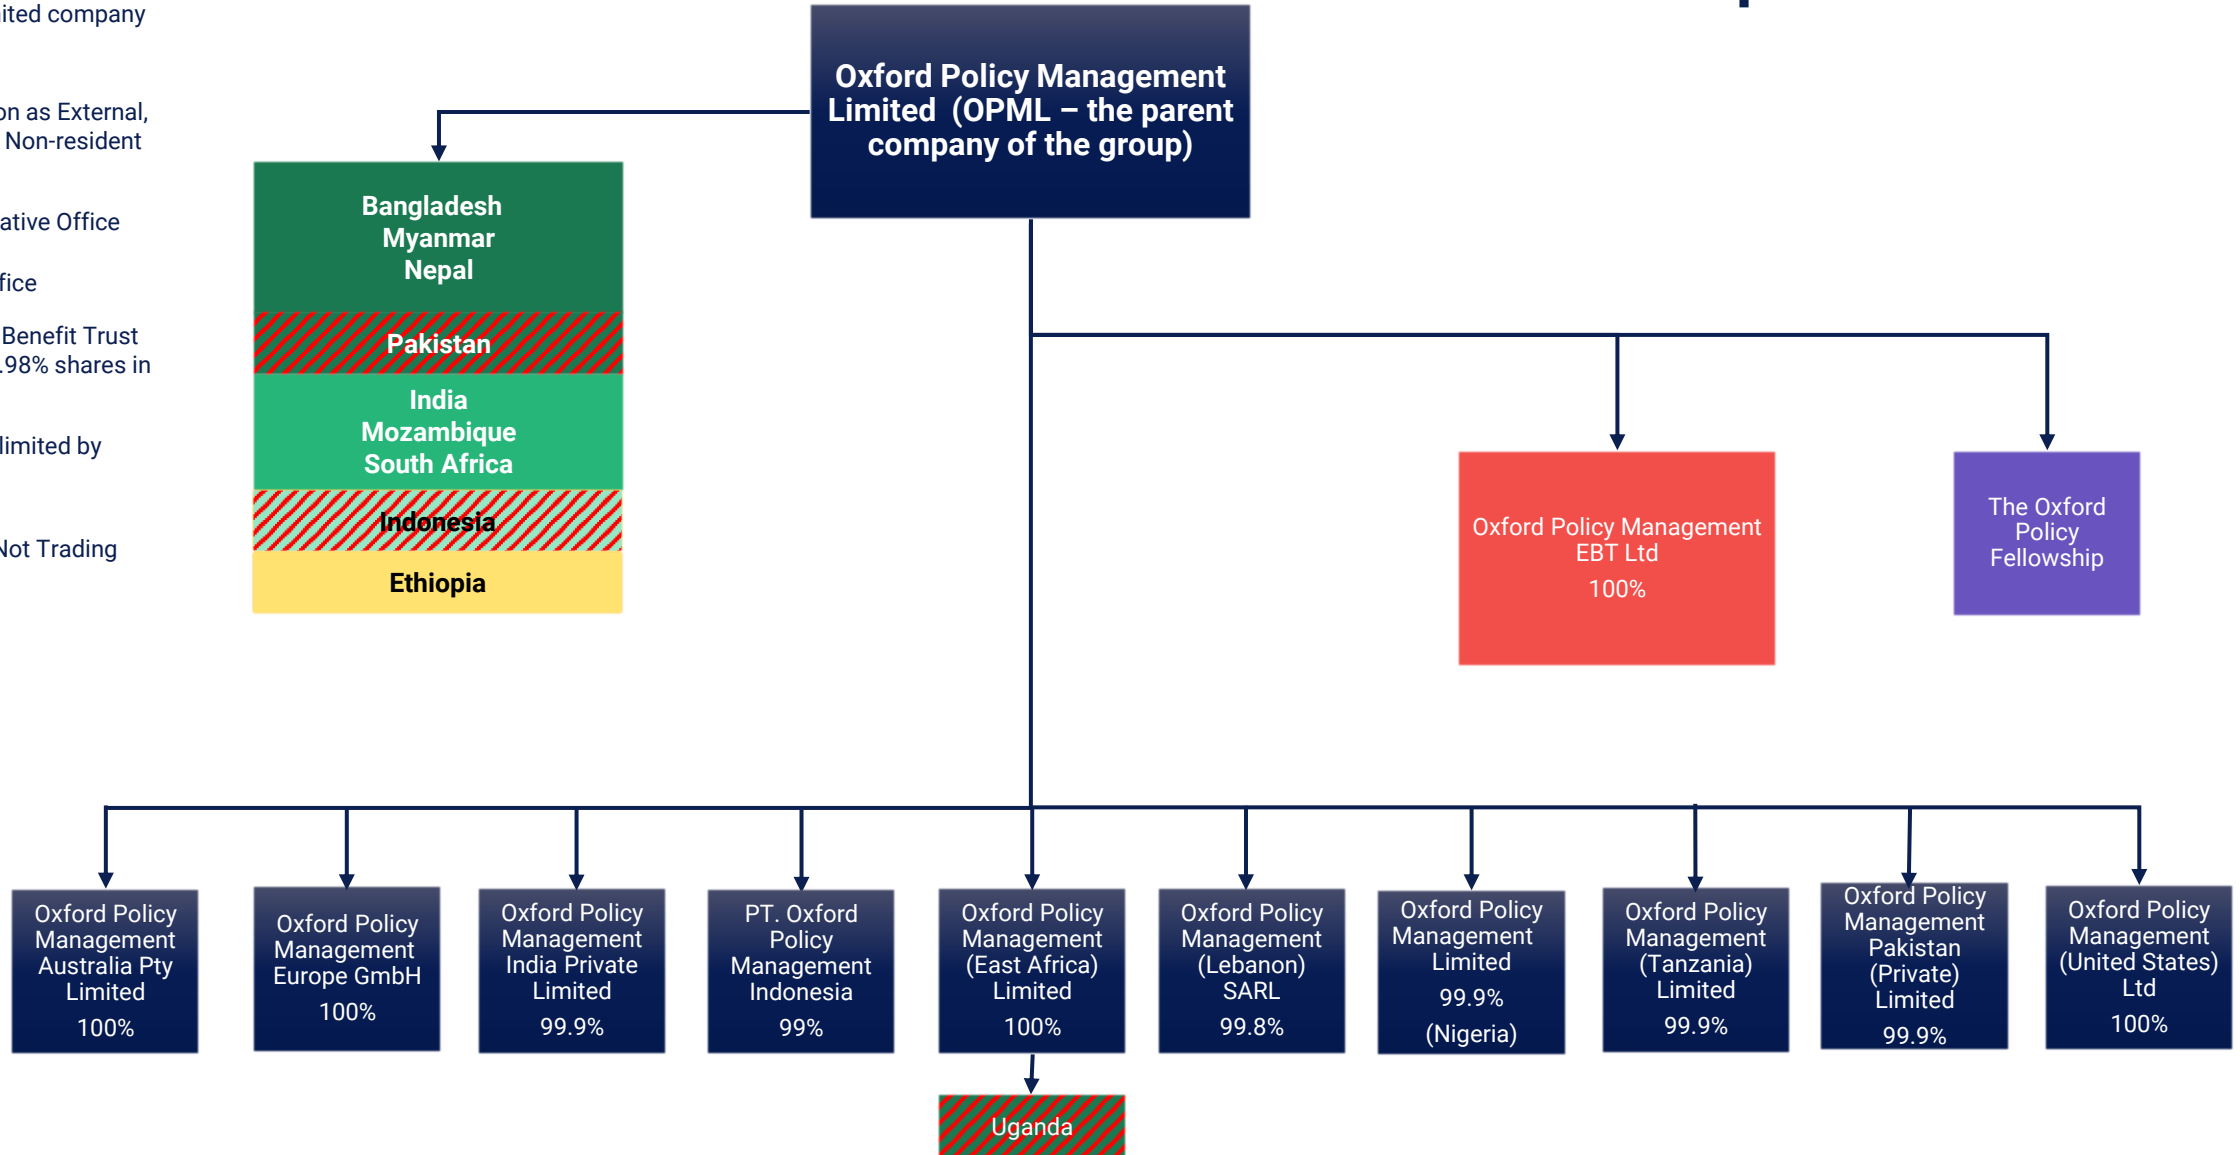 ited company
on as External,
Non-resident
ative Office
fice
Benefit Trust
.98% shares in
limited by
Not Trading
Oxford Policy Management
Limited (OPML – the parent
company of the group)
Bangladesh
Myanmar
Nepal
Pakistan
India
Mozambique
South Africa
Indonesia
Ethiopia
Oxford Policy Management
EBT Ltd
100%
The Oxford
Policy
Fellowship
Oxford Policy
Management
Australia Pty
Limited
100%
Oxford Policy
Management
Europe GmbH
100%
Oxford Policy
Management
India Private
Limited
99.9%
PT. Oxford
Policy
Management
Indonesia
99%
Oxford Policy
Management
(East Africa)
Limited
100%
Oxford Policy
Management
(Lebanon)
SARL
99.8%
Oxford Policy
Management
Limited
99.9%
(Nigeria)
Oxford Policy
Management
(Tanzania)
Limited
99.9%
Oxford Policy
Management
Pakistan
(Private)
Limited
99.9%
Oxford Policy
Management
(United States)
Ltd
100%
Uganda